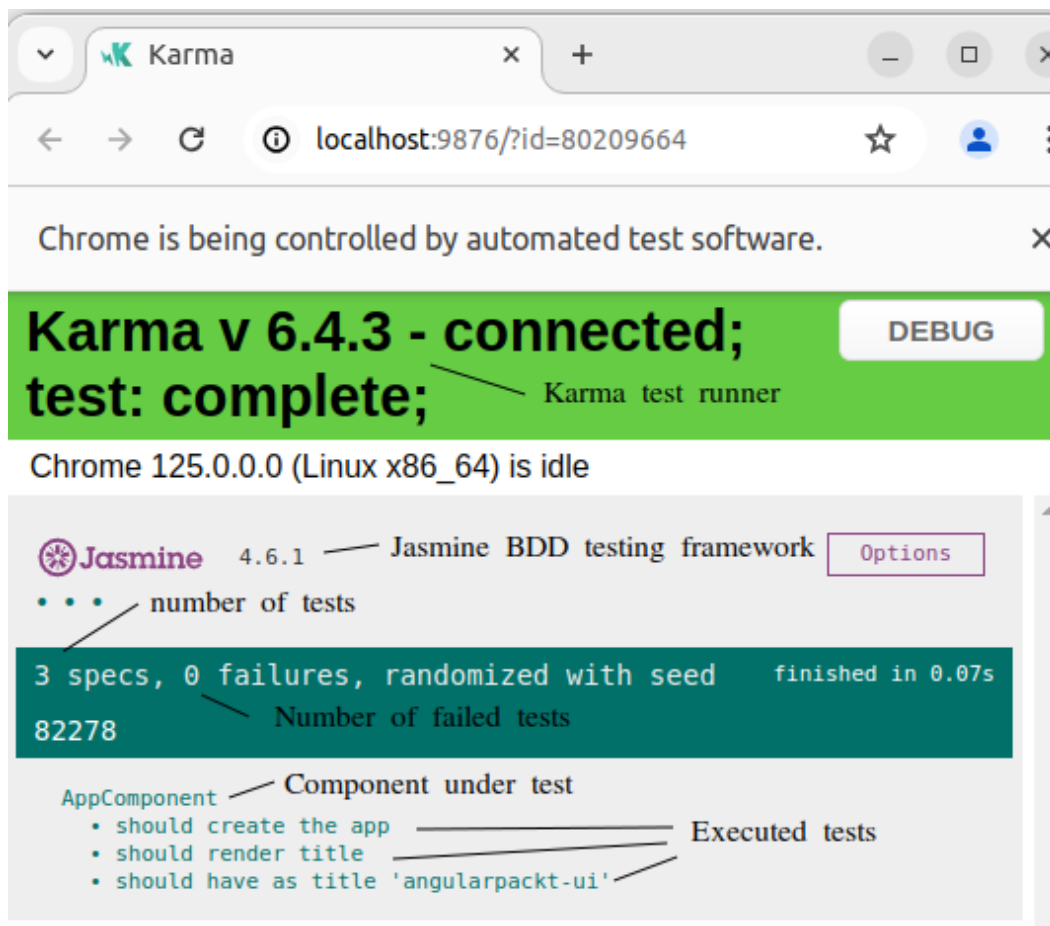 Karma
localhost:9876/?id=80209664
Chrome is being controlled by automated test software.
Karma v 6.4.3 - connected;
test: complete;
DEBUG
Karma test runner
Chrome 125.0.0.0 (Linux x86_64) is idle
Jasmine 4.6.1 Jasmine BDD testing framework Options
• • • number of tests
3 specs, 0 failures, randomized with seed finished in 0.07s
82278
Number of failed tests
AppComponent Component under test
• should create the app
• should render title
• should have as title 'angularpackt-ui'
Executed tests